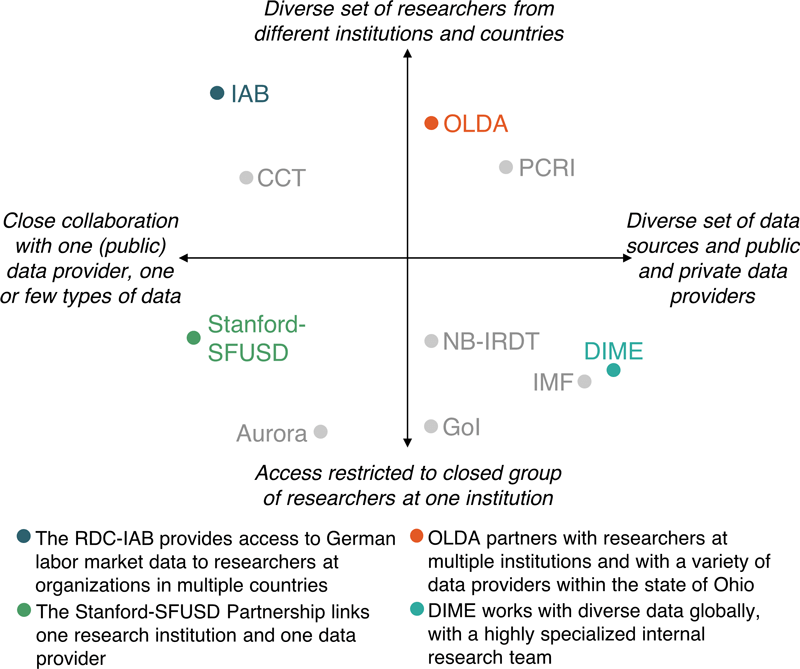 Diverse set of researchers from
different institutions and countries
IAB
OLDA
PCRI
CCT
Close collaboration
with one (public)
data provider, one
or few types of data
Diverse set of data
sources and public
and private data
providers
Stanford-
SFUSD
NB-IRDT
DIME
IMF
Aurora
GoI
Access restricted to closed group
of researchers at one institution
The RDC-IAB provides access to German
labor market data to researchers at
organizations in multiple countries
OLDA partners with researchers at
multiple institutions and with a variety of
data providers within the state of Ohio
The Stanford-SFUSD Partnership links
one research institution and one data
provider
DIME works with diverse data globally,
with a highly specialized internal
research team